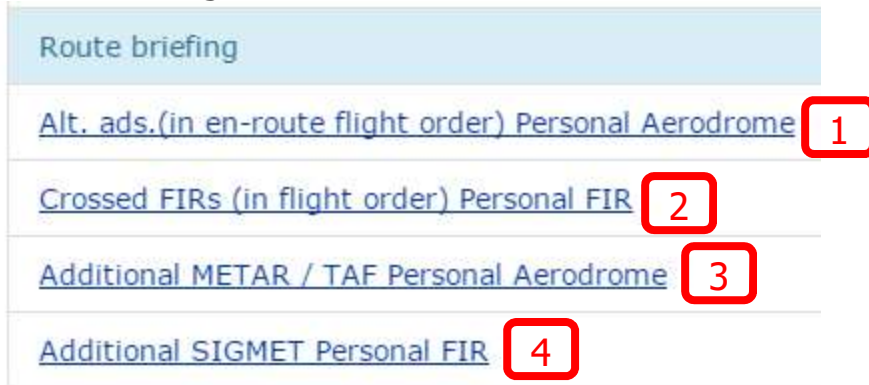 Route briefing
Alt. ads.(in en-route flight order) Personal Aerodrome 1
Crossed FIRs (in flight order) Personal FIR 2
Additional METAR / TAF Personal Aerodrome 3
Additional SIGMET Personal FIR 4